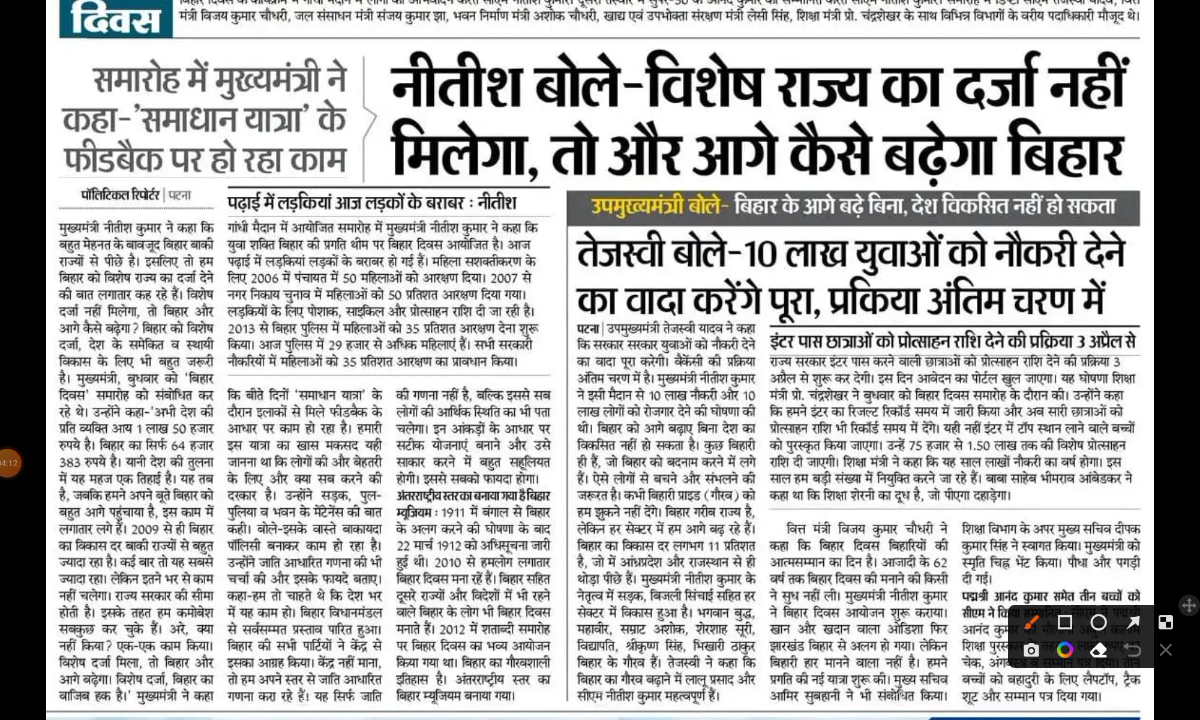 दिवस
मंत्री विजय कुमार चौधरी, जल संसाधन मंत्री संजय कुमार झा, भवन निर्माण मंत्री अशोक चौधरी, खाद्य एवं उपभोक्ता संरक्षण मंत्री लेसी सिंह, शिक्षा मंत्री प्रो. चंद्रशेखर के साथ विभिन्न विभागों के वरीय पदाधिकारी मौजूद थे।
समारोह में मुख्यमंत्री ने
कहा-'समाधान यात्रा' के
फीडबैक पर हो रहा काम
नीतीश बोले-विशेष राज्य का दर्जा नहीं
मिलेगा, तो और आगे कैसे बढ़ेगा बिहार
पॉलिटिकल रिपोर्टर | पटना
मुख्यमंत्री नीतीश कुमार ने कहा कि
बहुत मेहनत के बावजूद बिहार बाकी
राज्यों से पीछे है। इसलिए तो हम
बिहार को विशेष राज्य का दर्जा देने
की बात लगातार कह रहे हैं। विशेष
दर्जा नहीं मिलेगा, तो बिहार और
आगे कैसे बढ़ेगा? बिहार को विशेष
दर्जा, देश के समेकित व स्थायी
विकास के लिए भी बहुत जरूरी
है। मुख्यमंत्री, बुधवार को 'बिहार
दिवस' समारोह को संबोधित कर
रहे थे। उन्होंने कहा-'अभी देश की
प्रति व्यक्ति आय 1 लाख 50 हजार
रुपये है। बिहार का सिर्फ 64 हजार
383 रुपये है। यानी देश की तुलना
में यह महज एक तिहाई है। यह तब
है, जबकि हमने अपने बूते बिहार को
बहुत आगे पहुंचाया है, इस काम में
लगातार लगे हैं। 2009 से ही बिहार
का विकास दर बाकी राज्यों से बहुत
ज्यादा रहा है। कई बार तो यह सबसे
ज्यादा रहा। लेकिन इतने भर से काम
नहीं चलेगा। राज्य सरकार की सीमा
होती है। इसके तहत हम कमोबेश
सबकुछ कर चुके हैं। अरे, क्या
नहीं किया? एक-एक काम किया।
विशेष दर्जा मिला, तो बिहार और
आगे बढ़ेगा। विशेष दर्जा, बिहार का
वाजिब हक है।' मुख्यमंत्री ने कहा
पढ़ाई में लड़कियां आज लड़कों के बराबर : नीतीश
गांधी मैदान में आयोजित समारोह में मुख्यमंत्री नीतीश कुमार ने कहा कि
युवा शक्ति बिहार की प्रगति थीम पर बिहार दिवस आयोजित है। आज
पढ़ाई में लड़कियां लड़कों के बराबर हो गई हैं। महिला सशक्तीकरण के
लिए 2006 में पंचायत में 50 महिलाओं को आरक्षण दिया। 2007 से
नगर निकाय चुनाव में महिलाओं को 50 प्रतिशत आरक्षण दिया गया।
लड़कियों के लिए पोशाक, साइकिल और प्रोत्साहन राशि दी जा रही है।
2013 से बिहार पुलिस में महिलाओं को 35 प्रतिशत आरक्षण देना शुरू
किया। आज पुलिस में 29 हजार से अधिक महिलाएं हैं। सभी सरकारी
नौकरियों में महिलाओं को 35 प्रतिशत आरक्षण का प्रावधान किया।
कि बीते दिनों 'समाधान यात्रा' के
दौरान इलाकों से मिले फीडबैक के
आधार पर काम हो रहा है। हमारी
इस यात्रा का खास मकसद यही
जानना था कि लोगों की और बेहतरी
के लिए और क्या सब करने की
दरकार है। उन्होंने सड़क, पुल-
पुलिया व भवन के मेंटेनेंस की बात
कही। बोले-इसके वास्ते बाकायदा
पॉलिसी बनाकर काम हो रहा है।
उन्होंने जाति आधारित गणना की भी
चर्चा की और इसके फायदे बताए।
कहा-हम तो चाहते थे कि देश भर
में यह काम हो। बिहार विधानमंडल
से सर्वसम्मत प्रस्ताव पारित हुआ।
बिहार की सभी पार्टियों ने केंद्र से
इसका आग्रह किया। केंद्र नहीं माना,
तो हम अपने स्तर से जाति आधारित
गणना करा रहे हैं। यह सिर्फ जाति
की गणना नहीं है, बल्कि इससे सब
लोगों की आर्थिक स्थिति का भी पता
चलेगा। इन आंकड़ों के आधार पर
सटीक योजनाएं बनाने और उसे
साकार करने में बहुत सहूलियत
होगी। इससे सबको फायदा होगा।
अंतरराष्ट्रीय स्तर का बनाया गया है बिहार
म्यूजियम : 1911 में बंगाल से बिहार
के अलग करने की घोषणा के बाद
22 मार्च 1912 को अधिसूचना जारी
हुई थी। 2010 से हमलोग लगातार
बिहार दिवस मना रहें हैं। बिहार सहित
दूसरे राज्यों और विदेशों में भी रहने
वाले बिहार के लोग भी बिहार दिवस
मनाते हैं। 2012 में शताब्दी समारोह
पर बिहार दिवस का भव्य आयोजन
किया गया था। बिहार का गौरवशाली
इतिहास है। अंतरराष्ट्रीय स्तर का
बिहार म्यूजियम बनाया गया।
उपमुख्यमंत्री बोले- बिहार के आगे बढ़े बिना, देश विकसित नहीं हो सकता
तेजस्वी बोले-10 लाख युवाओं को नौकरी देने
का वादा करेंगे पूरा, प्रकिया अंतिम चरण में
पटना | उपमुख्यमंत्री तेजस्वी यादव ने कहा
कि सरकार सरकार युवाओं को नौकरी देने
का वादा पूरा करेगी। वैकेंसी की प्रक्रिया
अंतिम चरण में है। मुख्यमंत्री नीतीश कुमार
ने इसी मैदान से 10 लाख नौकरी और 10
लाख लोगों को रोजगार देने की घोषणा की
थी। बिहार को आगे बढ़ाए बिना देश का
विकसित नहीं हो सकता है। कुछ बिहारी
ही हैं, जो बिहार को बदनाम करने में लगे
हैं। ऐसे लोगों से बचने और संभलने की
जरूरत है। कभी बिहारी प्राइड (गौरव) को
हम झुकने नहीं देंगे। बिहार गरीब राज्य है,
लेकिन हर सेक्टर में हम आगे बढ़ रहे हैं।
बिहार का विकास दर लगभग 11 प्रतिशत
है, जो में आंध्रप्रदेश और राजस्थान से ही
थोड़ा पीछे हैं। मुख्यमंत्री नीतीश कुमार के
नेतृत्व में सड़क, बिजली सिंचाई सहित हर
सेक्टर में विकास हुआ है। भगवान बुद्ध,
महावीर, सम्राट अशोक, शेरशाह सूरी,
विद्यापति, श्रीकृष्ण सिंह, भिखारी ठाकुर
बिहार के गौरव हैं। तेजस्वी ने कहा कि
बिहार का गौरव बढ़ाने में लालू प्रसाद और
सीएम नीतीश कुमार महत्वपूर्ण हैं।
इंटर पास छात्राओं को प्रोत्साहन राशि देने की प्रक्रिया 3 अप्रैल से
राज्य सरकार इंटर पास करने वाली छात्राओं को प्रोत्साहन राशि देने की प्रक्रिया 3
अप्रैल से शुरू कर देगी। इस दिन आवेदन का पोर्टल खुल जाएगा। यह घोषणा शिक्षा
मंत्री प्रो. चंद्रशेखर ने बुधवार को बिहार दिवस समारोह के दौरान की। उन्होंने कहा
कि हमने इंटर का रिजल्ट रिकॉर्ड समय में जारी किया और अब सारी छात्राओं को
प्रोत्साहन राशि भी रिकॉर्ड समय में देंगे। यही नहीं इंटर में टॉप स्थान लाने वाले बच्चों
को पुरस्कृत किया जाएगा। उन्हें 75 हजार से 1.50 लाख तक की विशेष प्रोत्साहन
राशि दी जाएगी। शिक्षा मंत्री ने कहा कि यह साल लाखों नौकरी का वर्ष होगा। इस
साल हम बड़ी संख्या में नियुक्ति करने जा रहे हैं। बाबा साहेब भीमराव आंबेडकर ने
कहा था कि शिक्षा शेरनी का दूध है, जो पीएगा दहाड़ेगा।
वित्त मंत्री विजय कुमार चौधरी ने
कहा कि बिहार दिवस बिहारियों की
आत्मसम्मान का दिन है। आजादी के 62
वर्ष तक बिहार दिवस की मनाने की किसी
ने सुध नहीं ली। मुख्यमंत्री नीतीश कुमार
ने बिहार दिवस आयोजन शुरू कराया।
खान और खदान वाला ओडिशा फिर
झारखंड बिहार से अलग हो गया। लेकिन
बिहारी हार मानने वाला नहीं है। हमने
प्रगति की नई यात्रा शुरू की। मुख्य सचिव
आमिर सुबहानी ने भी संबोधित किया।
शिक्षा विभाग के अपर मुख्य सचिव दीपक
कुमार सिंह ने स्वागत किया। मुख्यमंत्री को
स्मृति चिह्न भेंट किया। पौधा और पगड़ी
दी गई।
पद्मश्री आनंद कुमार समेत तीन बच्चों को
सीएम ने
आनंद कुमार
शिक्षा पुरस्कार
चेक,
बच्चों को बहादुरी के लिए लैपटॉप, ट्रैक
शूट और सम्मान पत्र दिया गया।
4:12